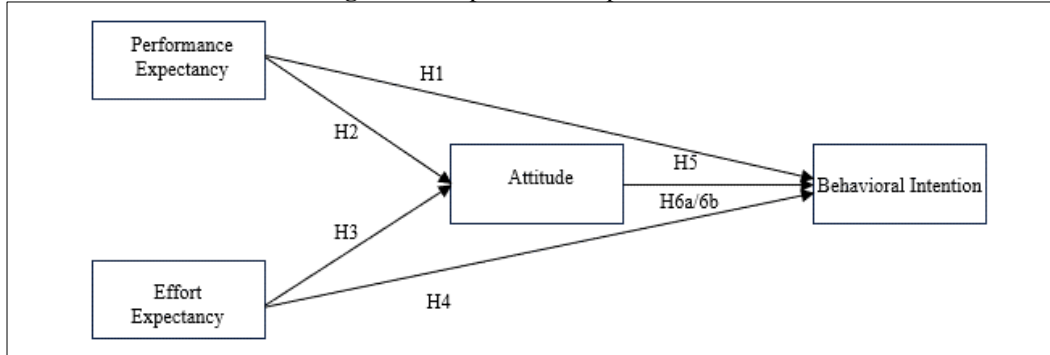 Performance
Expectancy
H1
H2
Attitude
H5
Behavioral Intention
H6a/6b
H3
Effort
Expectancy
H4